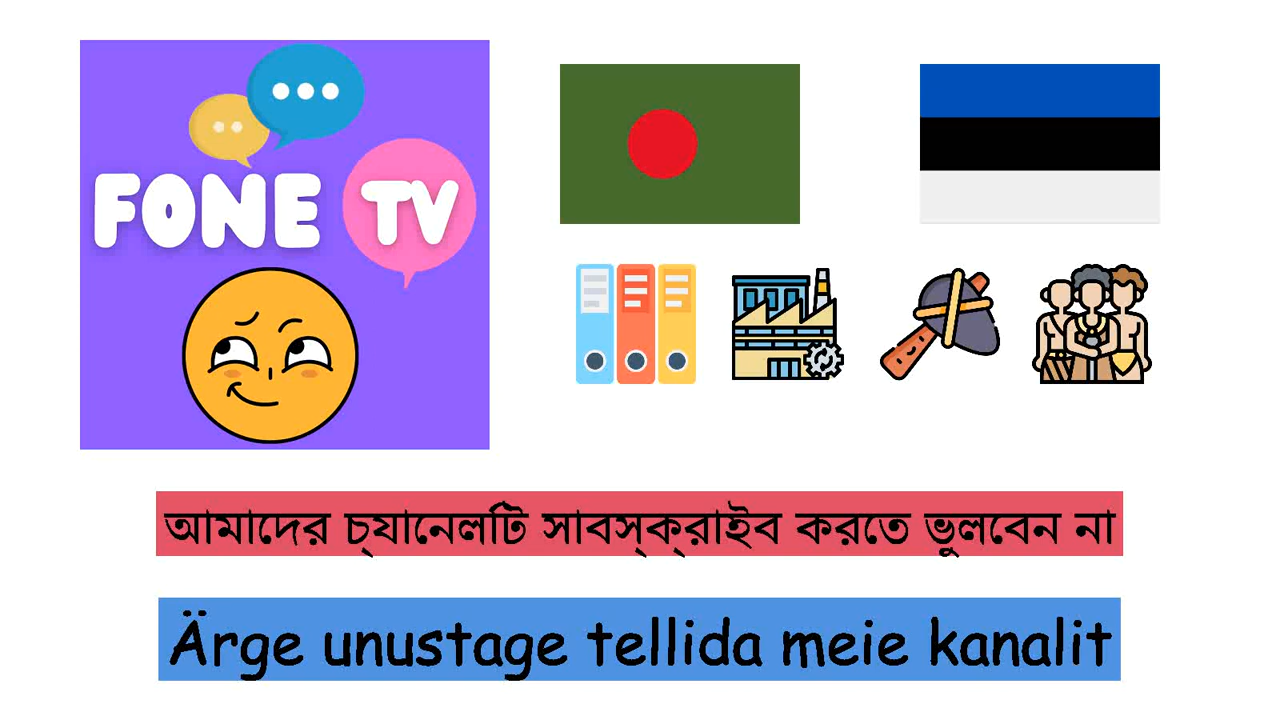 FONE TV
আমাদের চ্যানেলটি সাবস্ক্রাইব করতে ভুলবেন না
Ärge unustage tellida meie kanalit